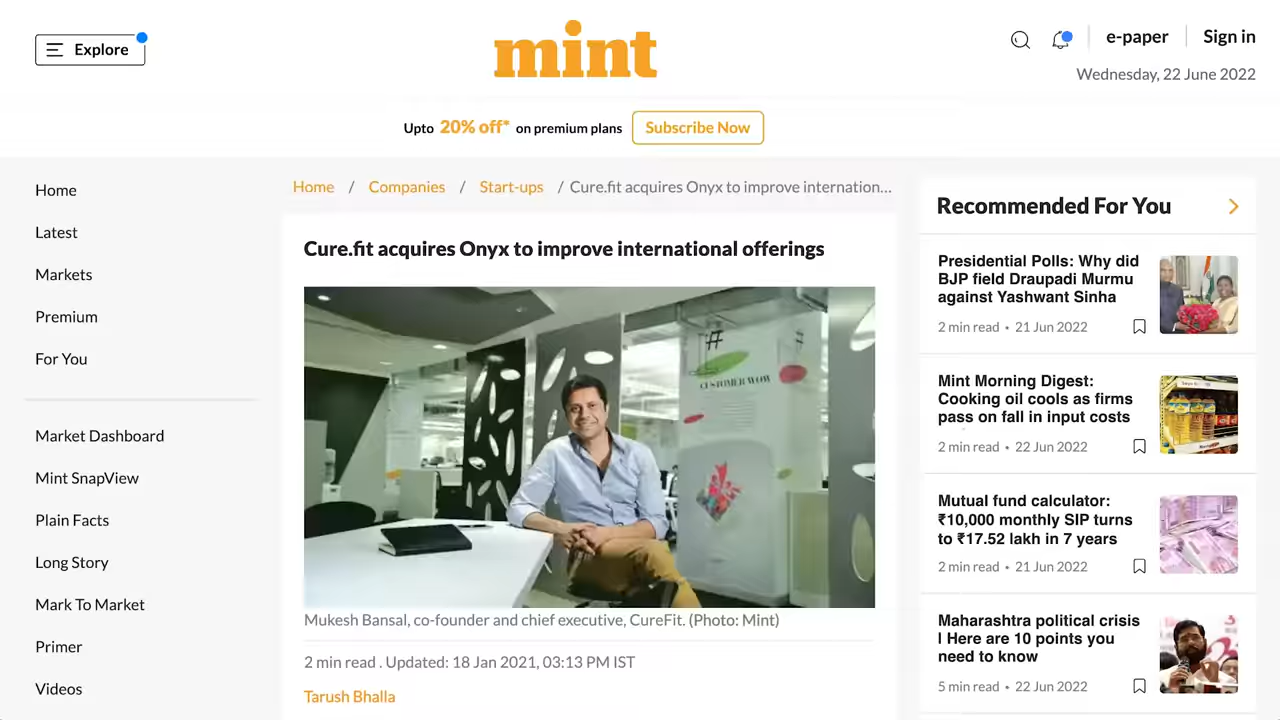 Explore
mint
e-paper
Sign in
Wednesday, 22 June 2022
Upto 20% off* on premium plans
Subscribe Now
Home
Latest
Markets
Premium
For You
Market Dashboard
Mint SnapView
Plain Facts
Long Story
Mark To Market
Primer
Videos
Home / Companies / Start-ups / Cure.fit acquires Onyx to improve internation...
Cure.fit acquires Onyx to improve international offerings
#
CUSTOMER WOW
Mukesh Bansal, co-founder and chief executive, CureFit. (Photo: Mint)
2 min read . Updated: 18 Jan 2021, 03:13 PM IST
Tarush Bhalla
Recommended For You
Presidential Polls: Why did
BJP field Draupadi Murmu
against Yashwant Sinha
2 min read • 21 Jun 2022
Mint Morning Digest:
Cooking oil cools as firms
pass on fall in input costs
2 min read • 22 Jun 2022
Mutual fund calculator:
₹10,000 monthly SIP turns
to ₹17.52 lakh in 7 years
2 min read • 21 Jun 2022
Maharashtra political crisis
l Here are 10 points you
need to know
5 min read • 22 Jun 2022